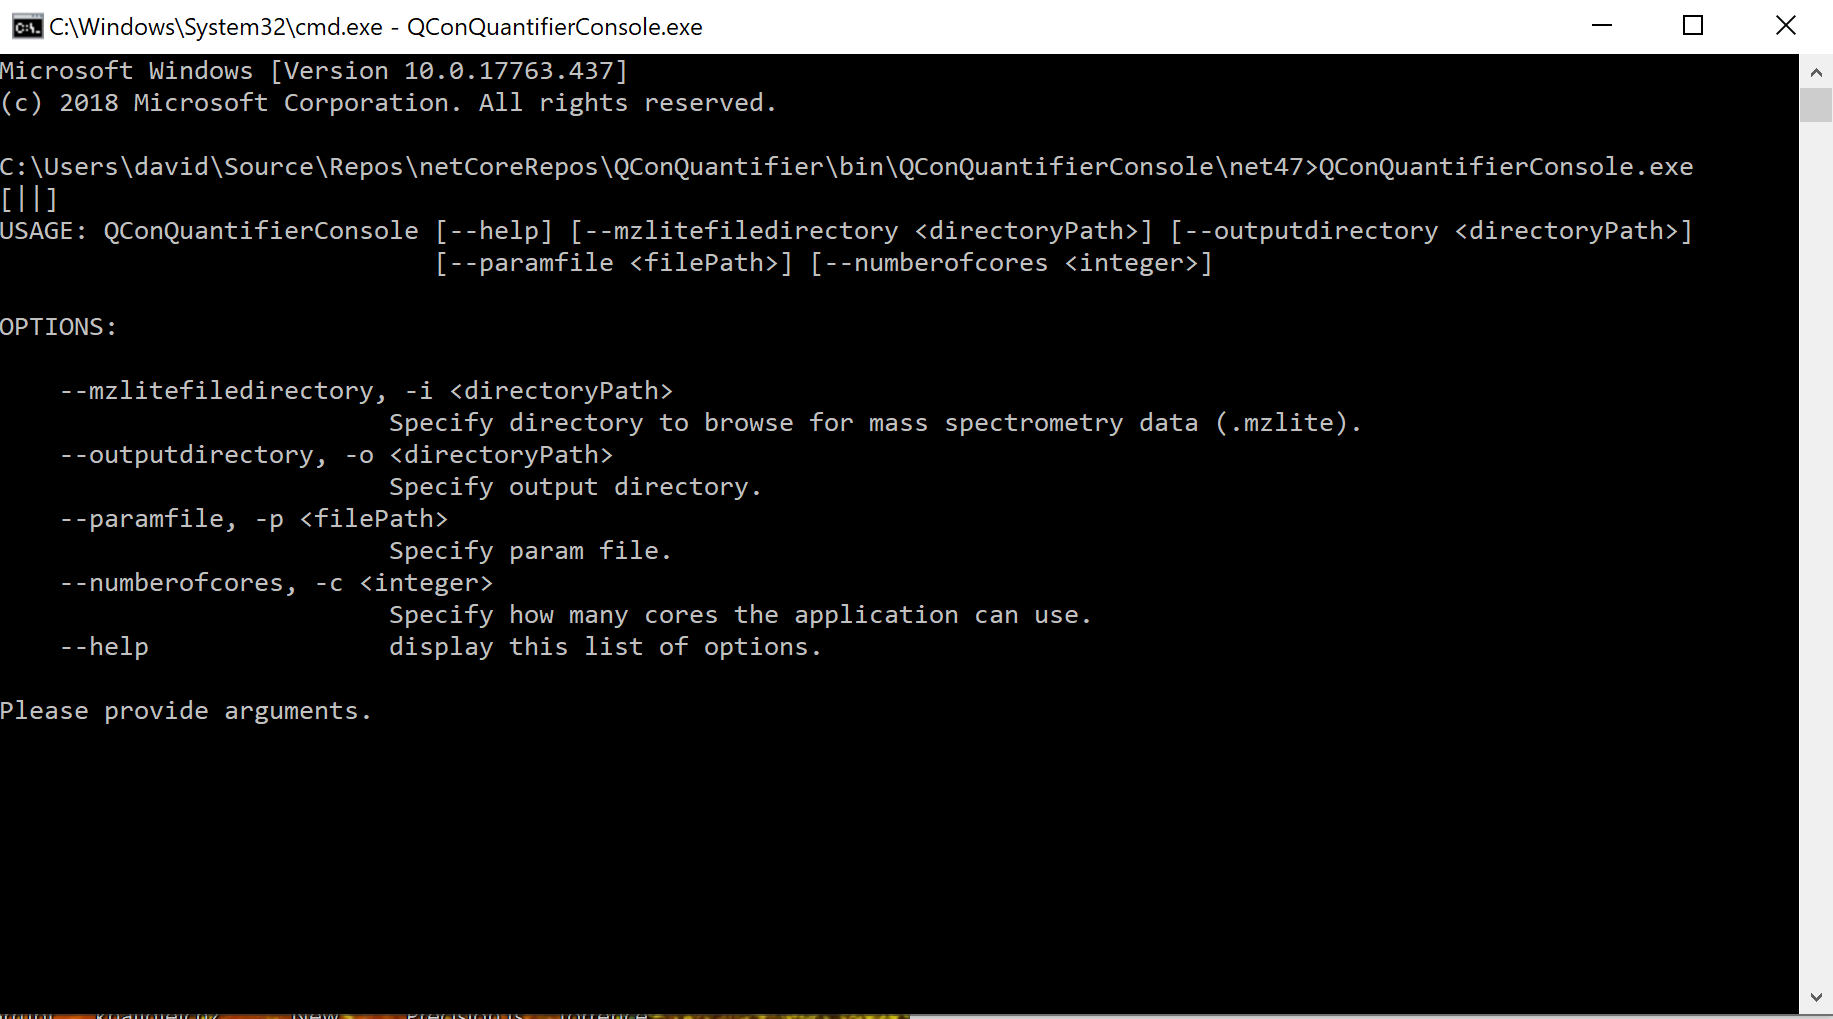 C:\Windows\System32\cmd.exe - QConQuantifierConsole.exe
Microsoft Windows [Version 10.0.17763.437]
(c) 2018 Microsoft Corporation. All rights reserved.
C:\Users\david\Source\Repos\netCoreRepos\QConQuantifier\bin\QConQuantifierConsole\net47>QConQuantifierConsole.exe
[||]
USAGE: QConQuantifierConsole [--help] [--mzlitefiledirectory <directoryPath>] [--outputdirectory <directoryPath>]
[--paramfile <filePath>] [--numberofcores <integer>]
OPTIONS:
--mzlitefiledirectory, -i <directoryPath>
Specify directory to browse for mass spectrometry data (.mzlite).
--outputdirectory, -o <directoryPath>
Specify output directory.
--paramfile, -p <filePath>
Specify param file.
--numberofcores, -c <integer>
Specify how many cores the application can use.
--help display this list of options.
Please provide arguments.